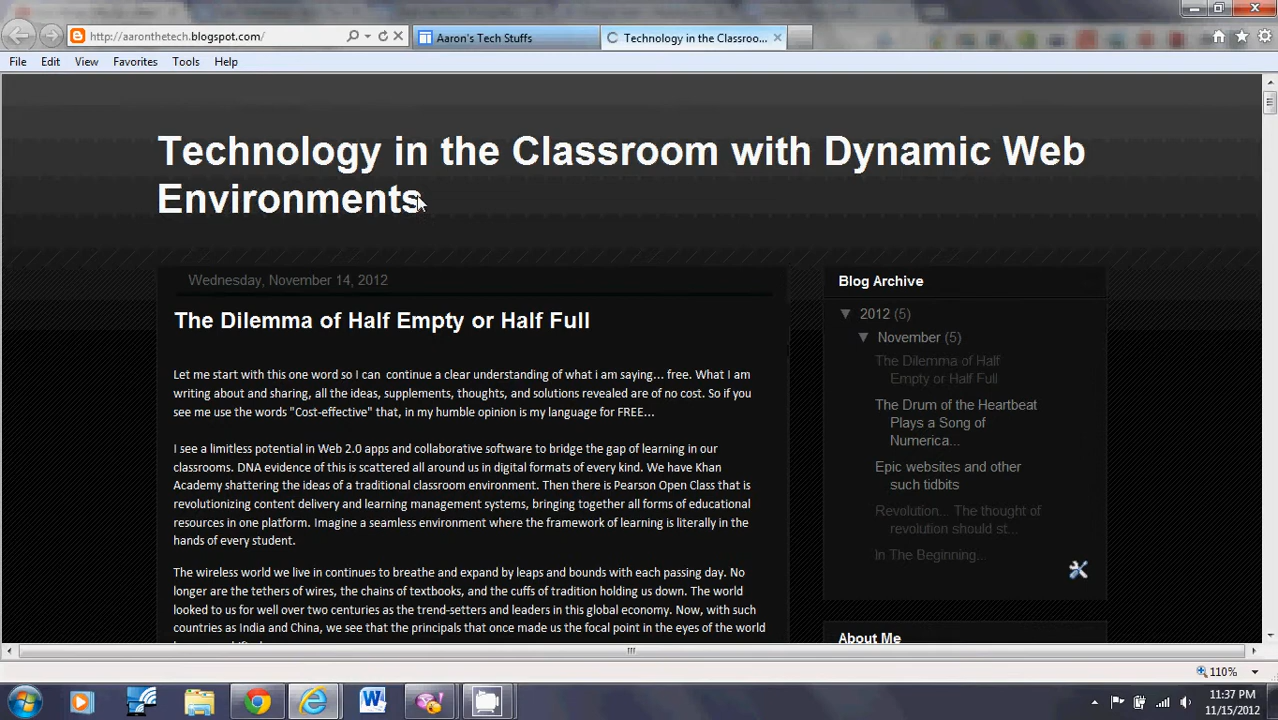 http://aaronthetech.blogspot.com/
Aaron's Tech Stuffs
Technology in the Classroo...
File Edit View Favorites Tools Help
Technology in the Classroom with Dynamic Web
Environments
Wednesday, November 14, 2012
The Dilemma of Half Empty or Half Full
Let me start with this one word so I can continue a clear understanding of what i am saying... free. What I am
writing about and sharing, all the ideas, supplements, thoughts, and solutions revealed are of no cost. So if you
see me use the words "Cost-effective" that, in my humble opinion is my language for FREE...
I see a limitless potential in Web 2.0 apps and collaborative software to bridge the gap of learning in our
classrooms. DNA evidence of this is scattered all around us in digital formats of every kind. We have Khan
Academy shattering the ideas of a traditional classroom environment. Then there is Pearson Open Class that is
revolutionizing content delivery and learning management systems, bringing together all forms of educational
resources in one platform. Imagine a seamless environment where the framework of learning is literally in the
hands of every student.
The wireless world we live in continues to breathe and expand by leaps and bounds with each passing day. No
longer are the tethers of wires, the chains of textbooks, and the cuffs of tradition holding us down. The world
looked to us for well over two centuries as the trend-setters and leaders in this global economy. Now, with such
countries as India and China, we see that the principals that once made us the focal point in the eyes of the world
Blog Archive
▼ 2012 (5)
▼ November (5)
The Dilemma of Half
Empty or Half Full
The Drum of the Heartbeat
Plays a Song of
Numerica...
Epic websites and other
such tidbits
Revolution... The thought of
revolution should st...
In The Beginning...
About Me
110%
11:37 PM
11/15/2012